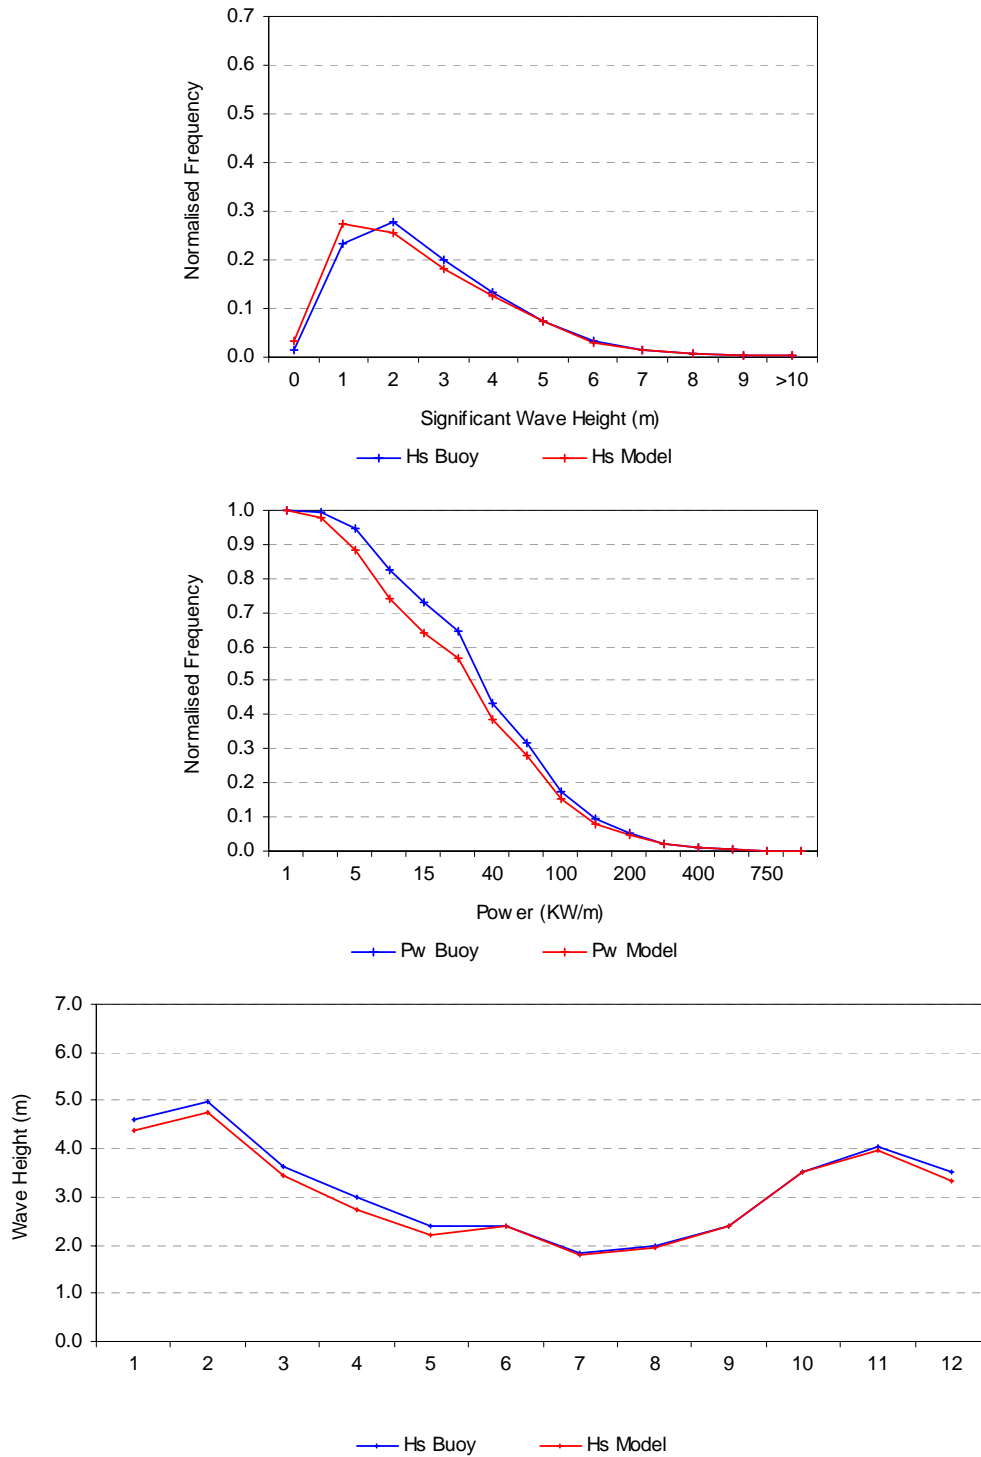 0.7
0.6
0.5
0.4
0.3
0.2
0.1
0.0
Normalised Frequency
0 1 2 3 4 5 6 7 8 9 >10
Significant Wave Height (m)
Hs Buoy Hs Model
1.0
0.9
0.8
0.7
0.6
0.5
0.4
0.3
0.2
0.1
0.0
Normalised Frequency
1 5 15 40 100 200 400 750
Power (KW/m)
Pw Buoy Pw Model
7.0
6.0
5.0
4.0
3.0
2.0
1.0
0.0
Wave Height (m)
1 2 3 4 5 6 7 8 9 10 11 12
Hs Buoy Hs Model